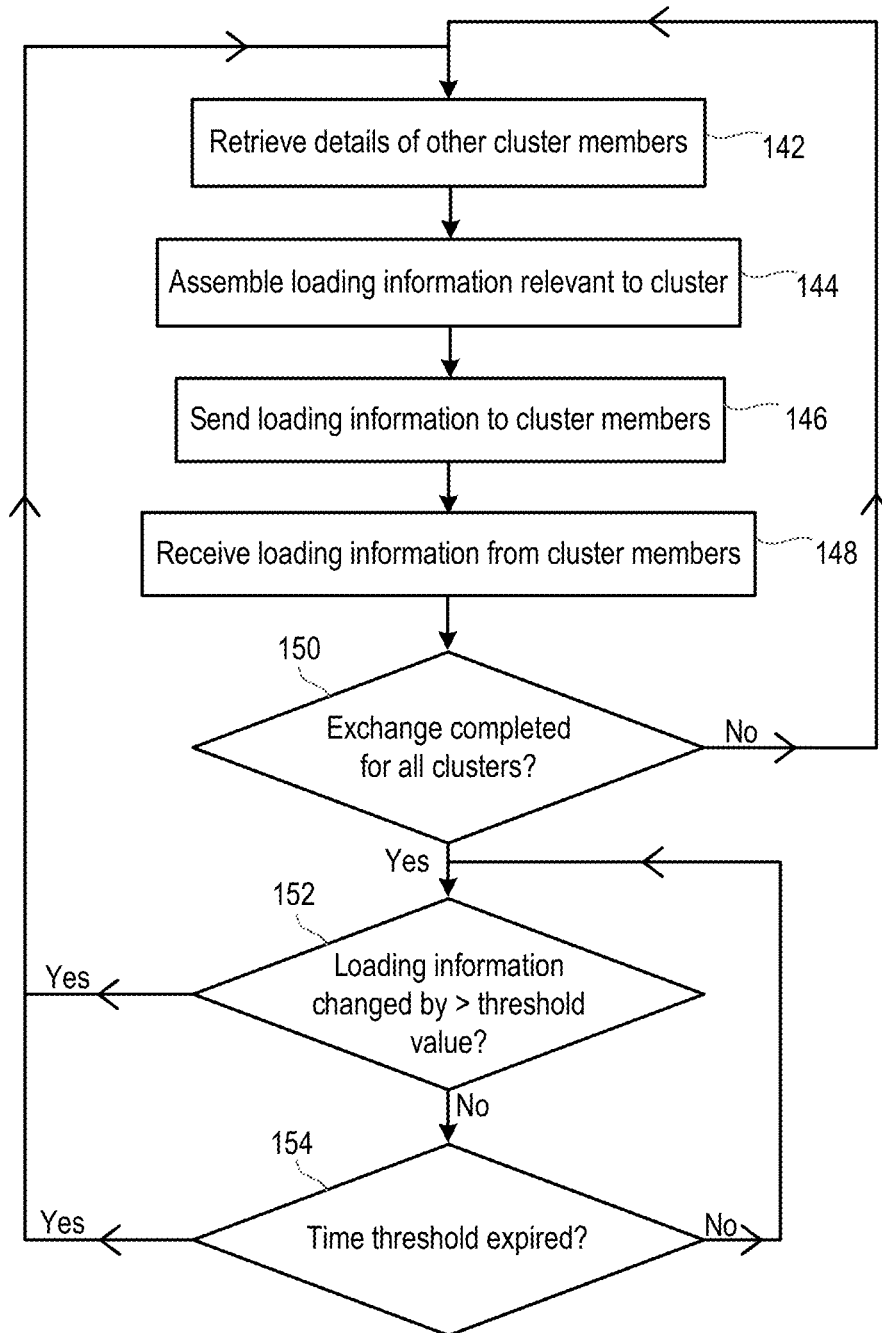 Retrieve details of other cluster members
142
Assemble loading information relevant to cluster
144
Send loading information to cluster members
146
Receive loading information from cluster members
148
150
Exchange completed
for all clusters?
No
Yes
152
Loading information
changed by > threshold
value?
Yes
No
154
Time threshold expired?
Yes
No